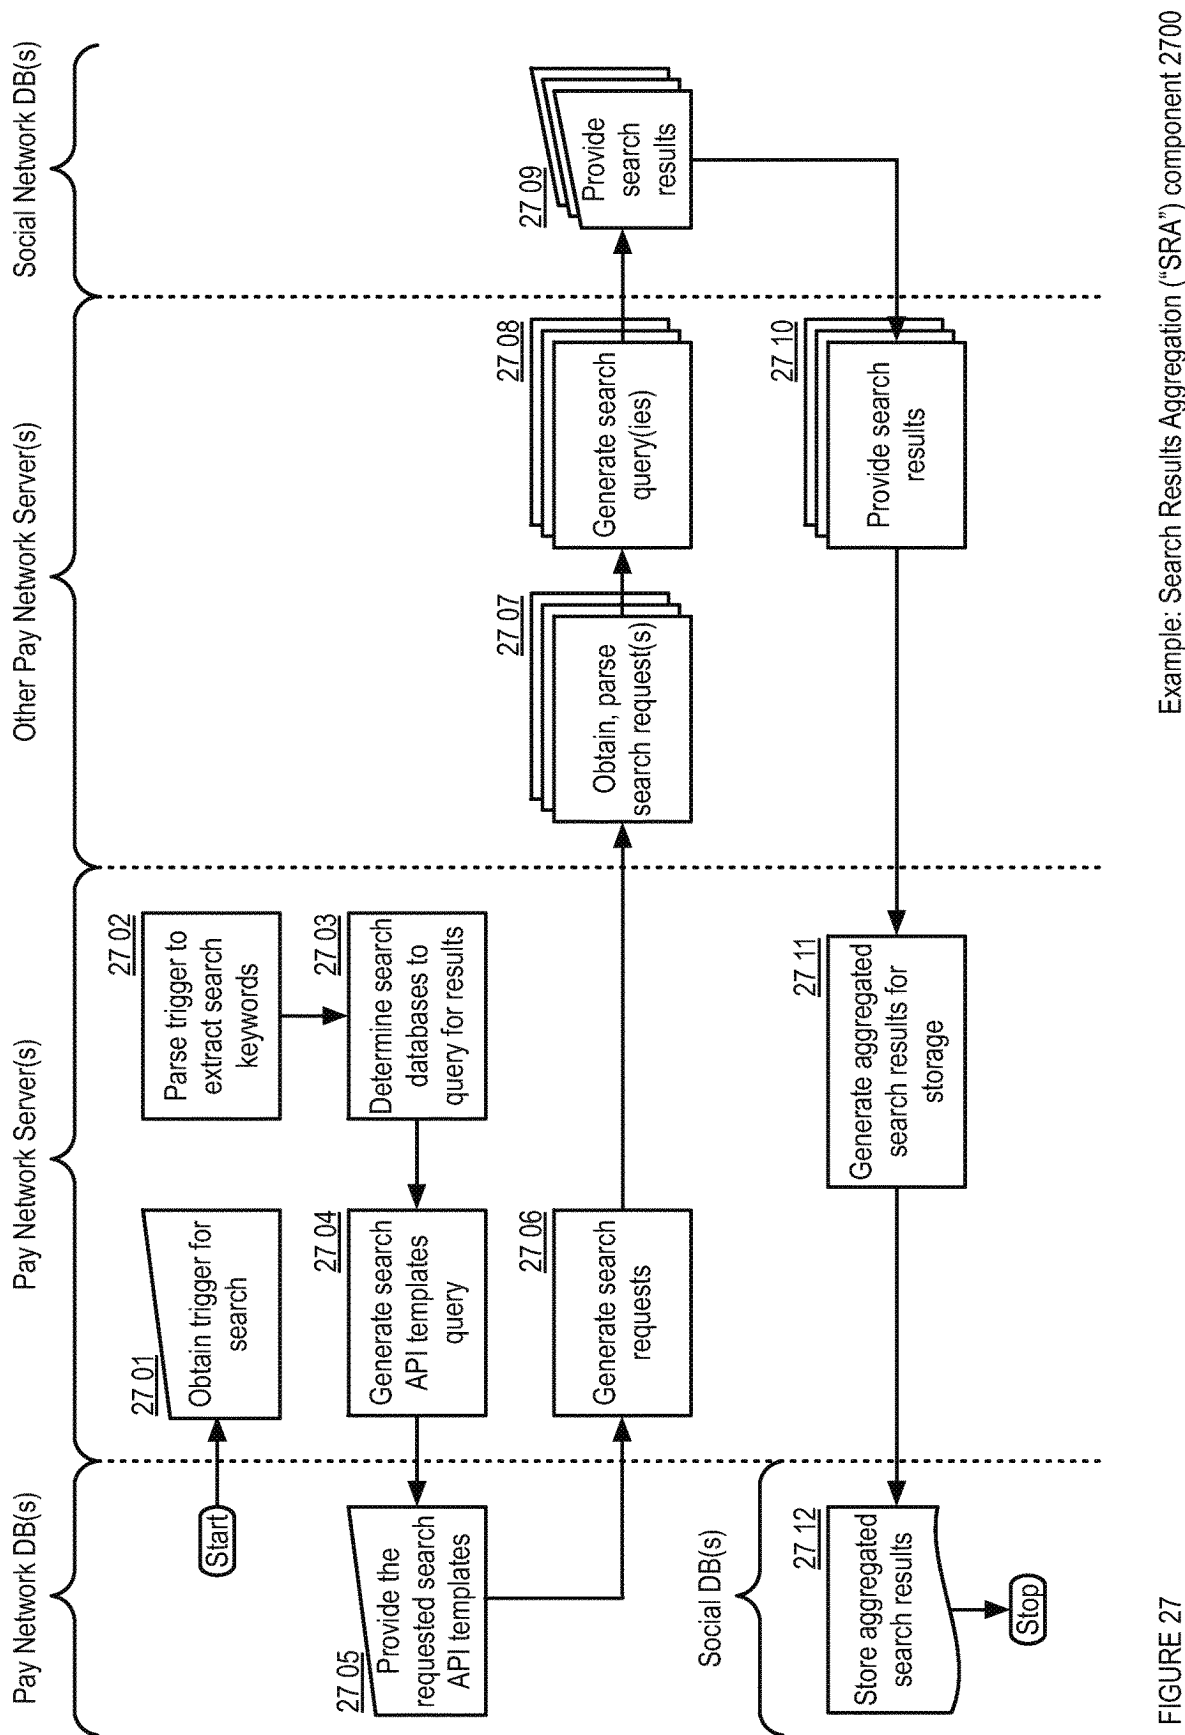 Pay Network DB(s)
Pay Network Server(s)
Other Pay Network Server(s)
Social Network DB(s)
Start
27 01
Obtain trigger for
search
27 02
Parse trigger to
extract search
keywords
27 03
Determine search
databases to
query for results
27 04
Generate search
API templates
query
27 05
Provide the
requested search
API templates
27 06
Generate search
requests
27 07
Obtain, parse
search request(s)
27 08
Generate search
query(ies)
27 09
Provide
search
results
27 10
Provide search
results
27 11
Generate aggregated
search results for
storage
Social DB(s)
27 12
Store aggregated
search results
Stop
FIGURE 27
Example: Search Results Aggregation (“SRA”) component 2700